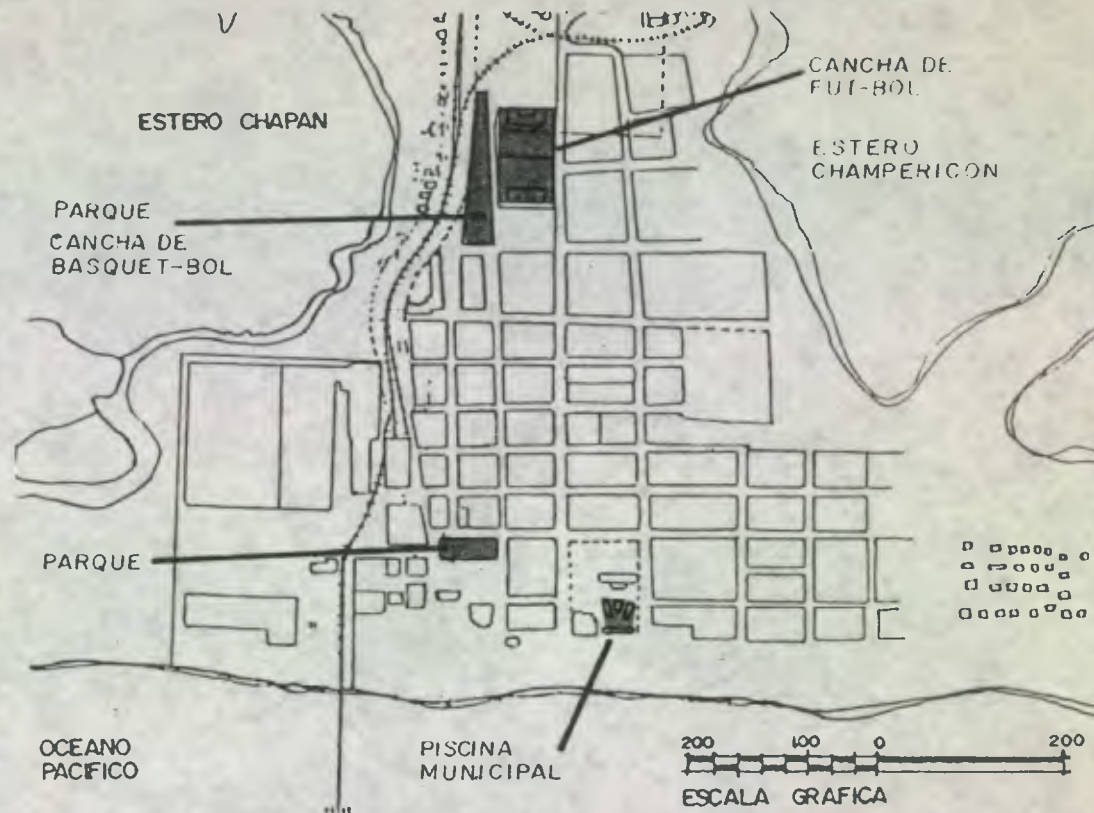 V
CANCHA DE
FUT-BOL
ESTERO CHAPAN
ESTERO
CHAMPERICON
PARQUE
CANCHA DE
BASQUET-BOL
PARQUE
OCEANO
PACIFICO
PISCINA
MUNICIPAL
200 100 0 200
ESCALA GRAFICA